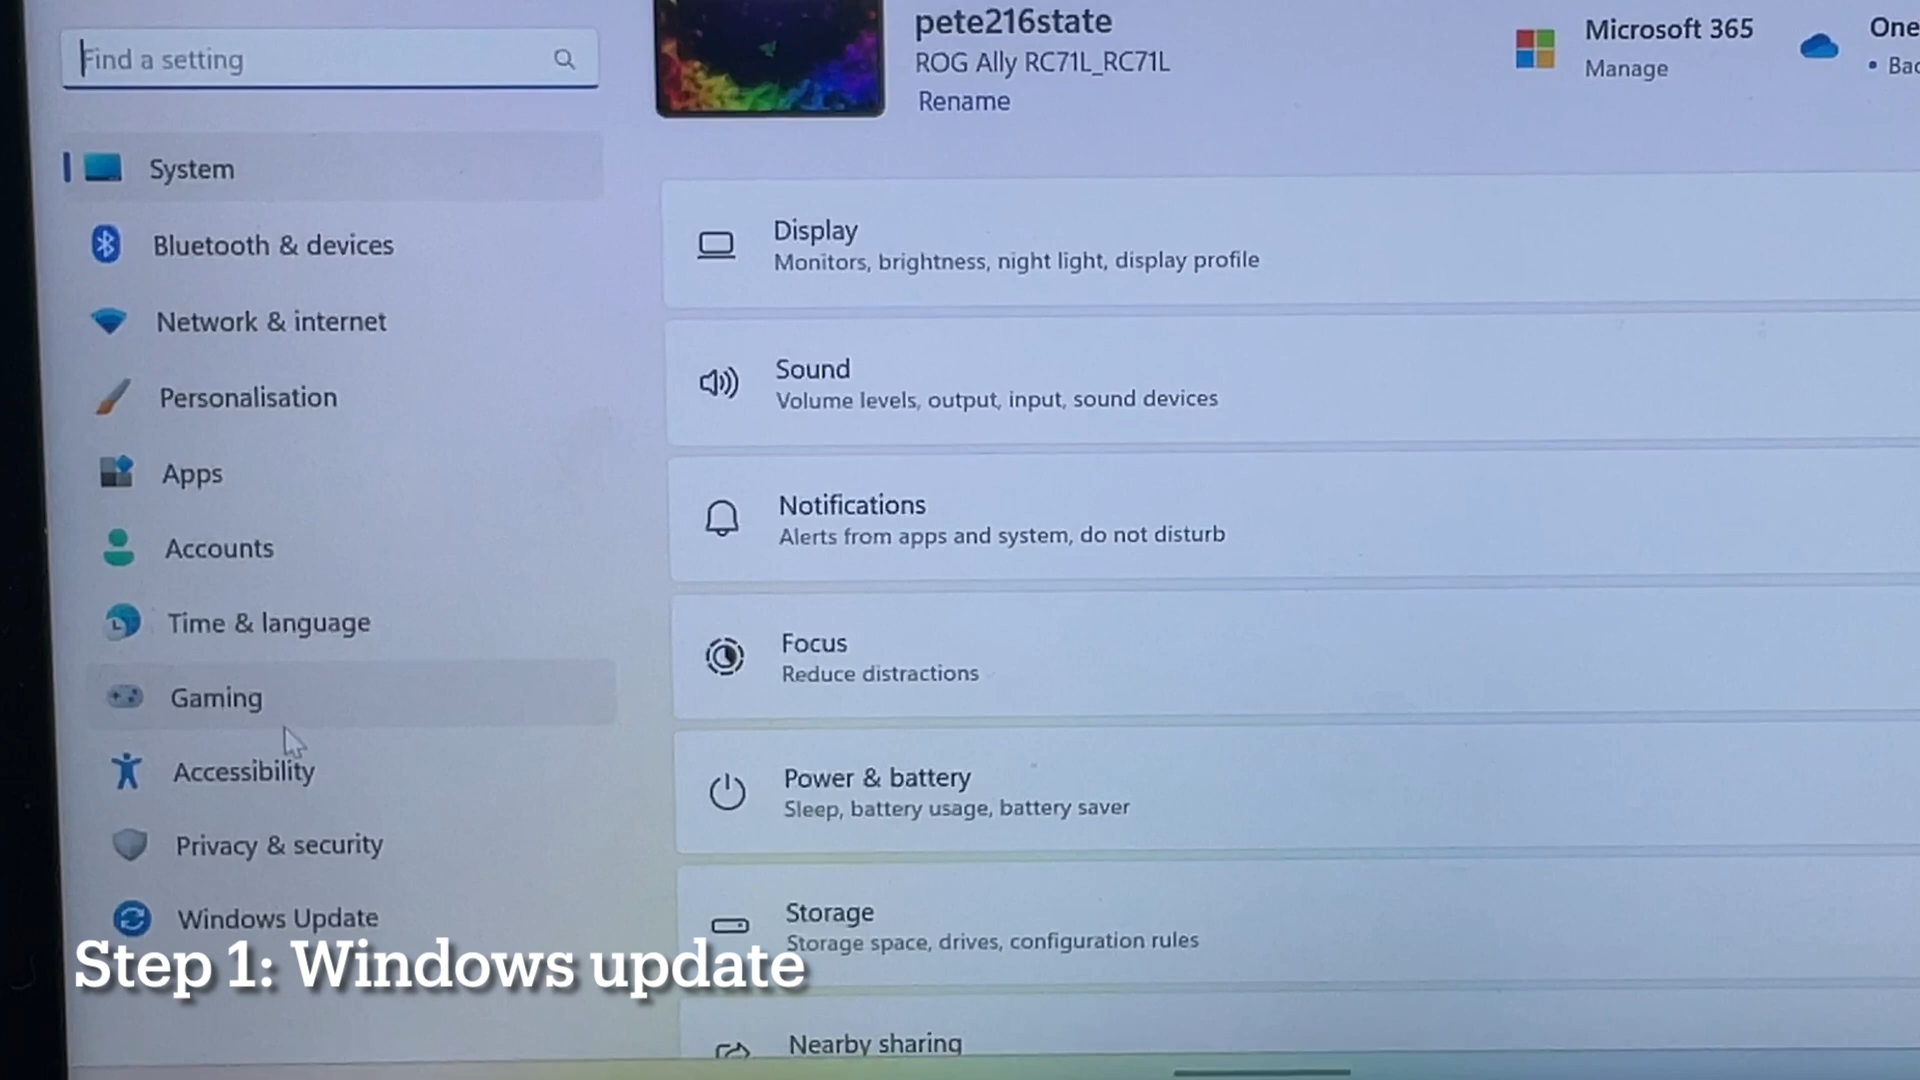 pete216state
ROG Ally RC71L_RC71L
Rename
Microsoft 365
Manage
One
• Bac
Find a setting
System
Bluetooth & devices
Network & internet
Personalisation
Apps
Accounts
Time & language
Gaming
Accessibility
Privacy & security
Windows Update
Display
Monitors, brightness, night light, display profile
Sound
Volume levels, output, input, sound devices
Notifications
Alerts from apps and system, do not disturb
Focus
Reduce distractions
Power & battery
Sleep, battery usage, battery saver
Storage
Storage space, drives, configuration rules
Nearby sharing
Step 1: Windows update